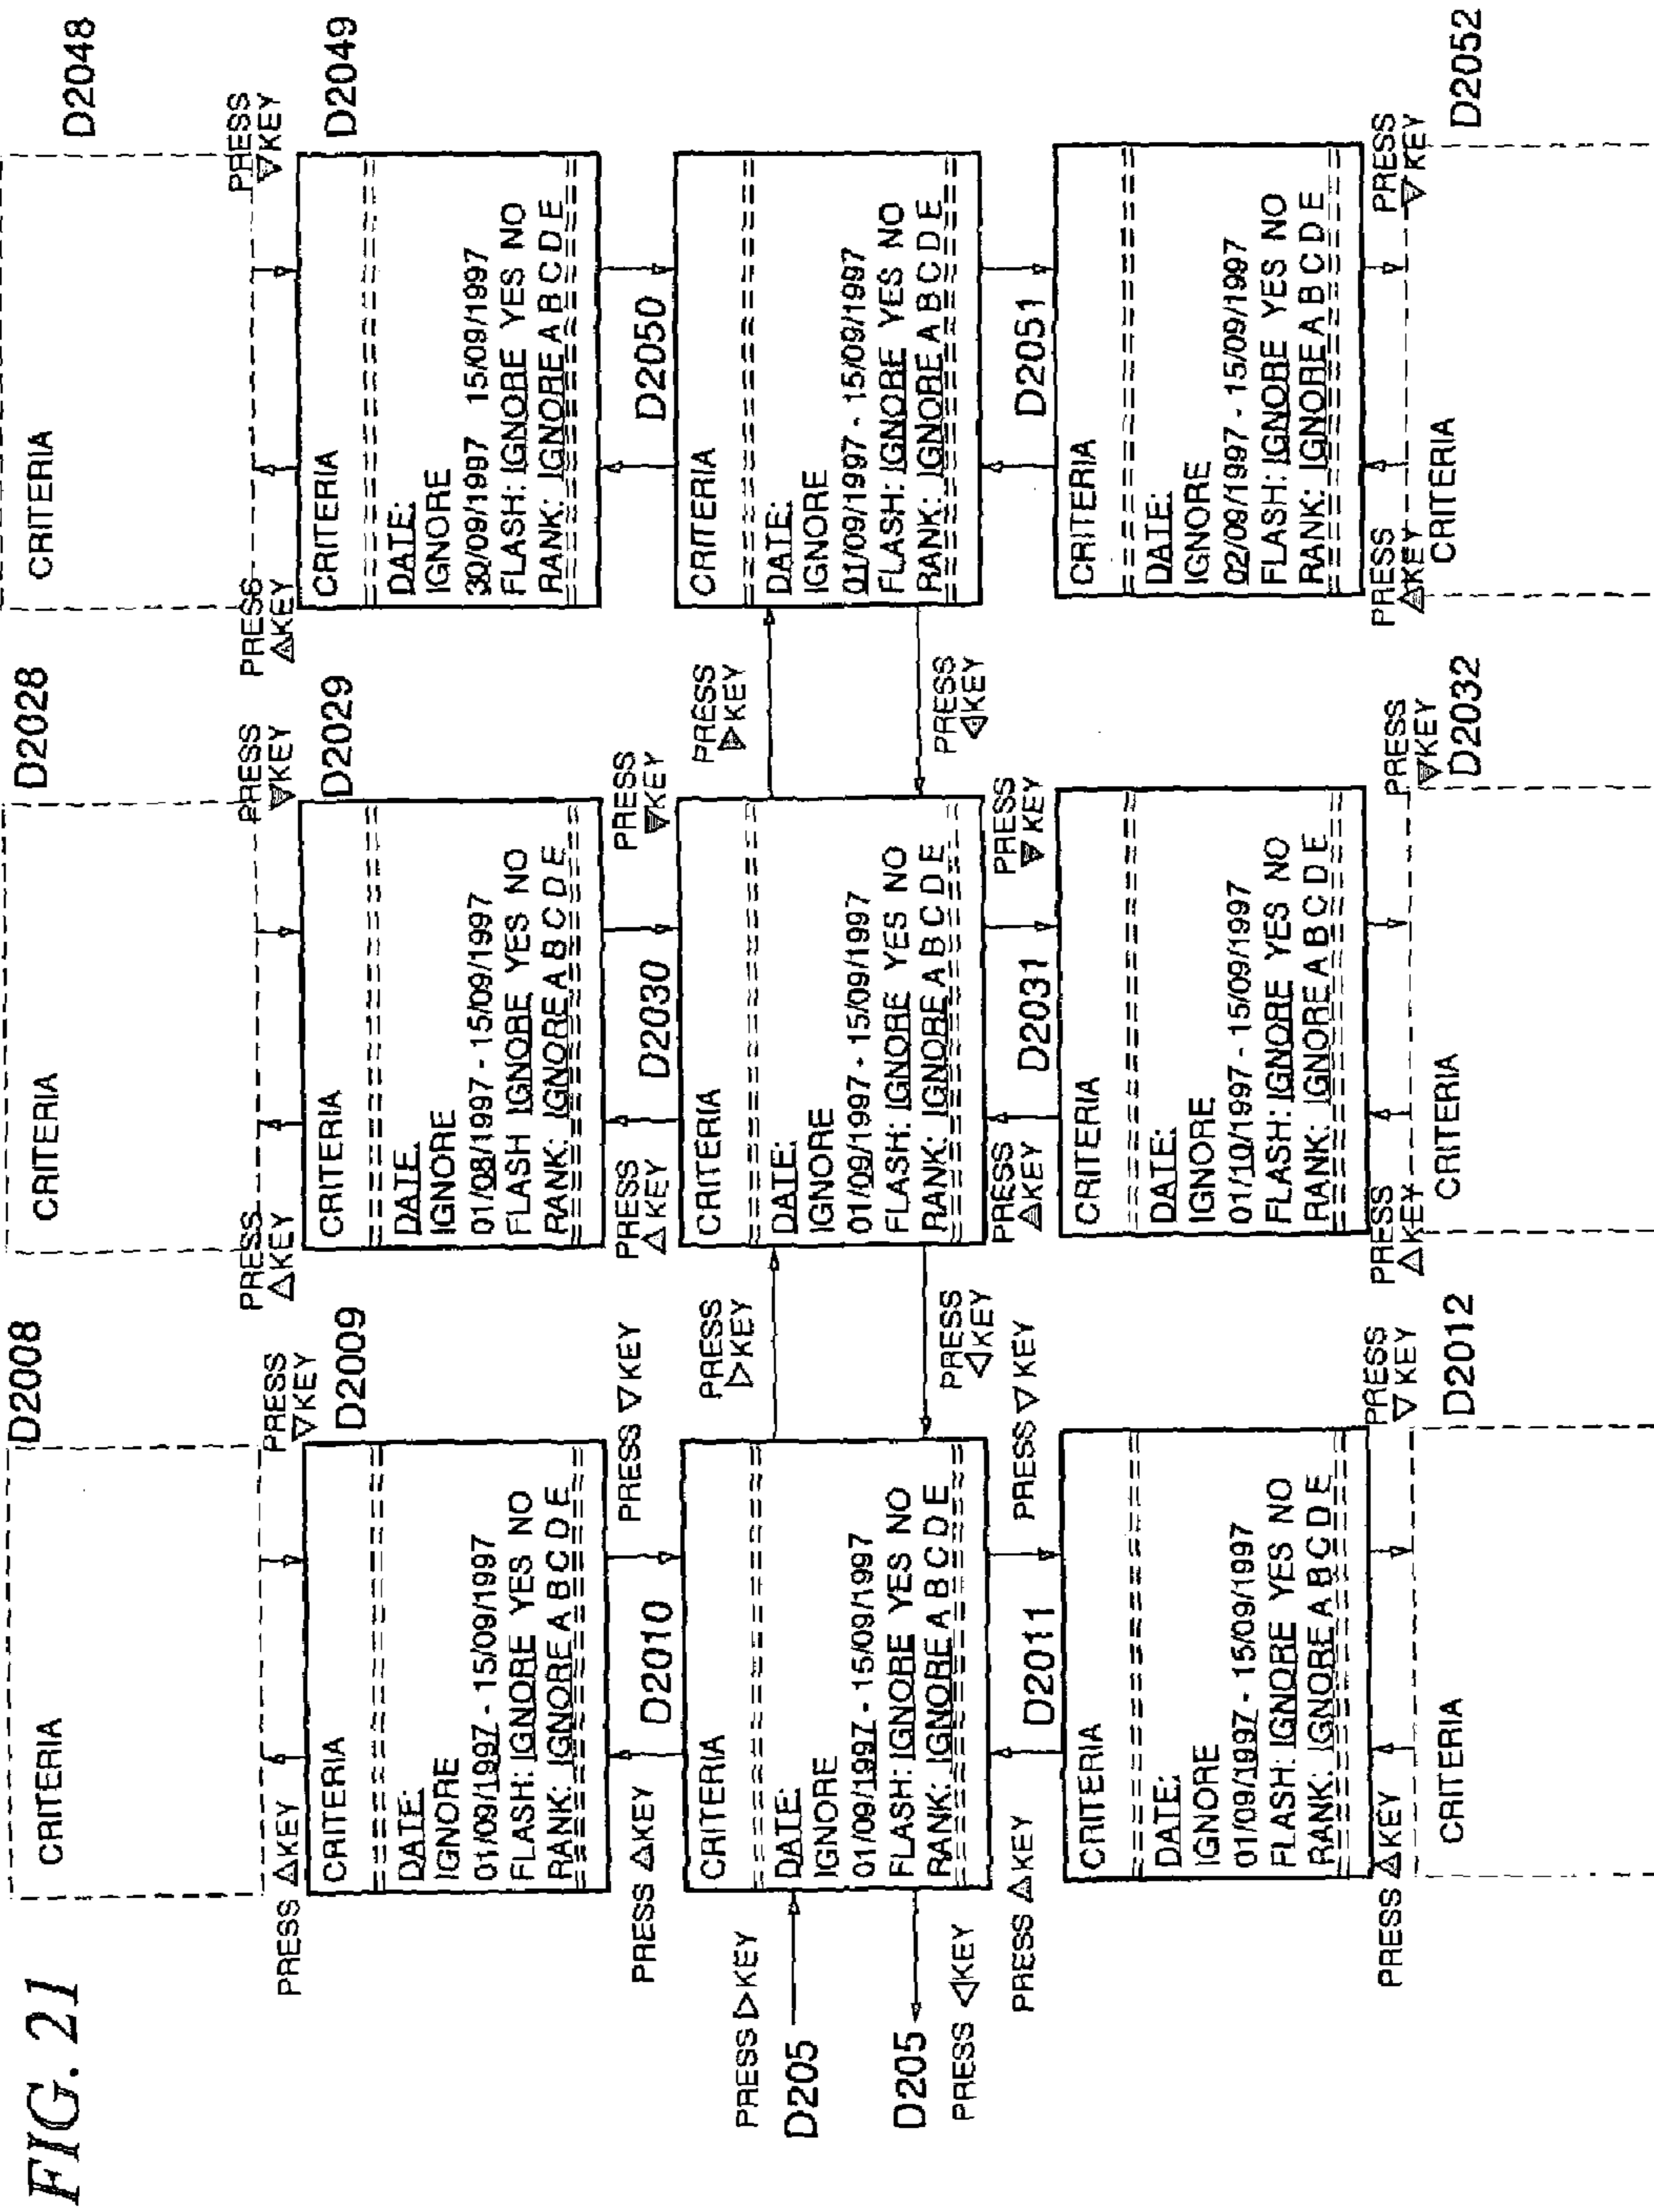 FIG. 21
D2008
CRITERIA
PRESS △KEY
PRESS
▽KEY
D2009
CRITERIA
DATE:
IGNORE
01/09/1997 - 15/09/1997
FLASH: IGNORE YES NO
RANK: IGNORE A B C D E
PRESS △KEY
D2010
PRESS ▽KEY
PRESS ▷KEY
D205
D205
PRESS ◁KEY
CRITERIA
DATE:
IGNORE
01/09/1997 - 15/09/1997
FLASH: IGNORE YES NO
RANK: IGNORE A B C D E
PRESS △KEY
D2011
PRESS ▽KEY
CRITERIA
DATE:
IGNORE
01/09/1997 - 15/09/1997
FLASH: IGNORE YES NO
RANK: IGNORE A B C D E
PRESS △KEY
PRESS
▽KEY
D2012
CRITERIA
PRESS
▷KEY
PRESS
◁KEY
D2028
CRITERIA
PRESS
△KEY
PRESS
▽KEY
D2029
CRITERIA
DATE:
IGNORE
01/08/1997 - 15/09/1997
FLASH IGNORE YES NO
RANK: IGNORE A B C D E
PRESS
△KEY
D2030
PRESS
▽KEY
CRITERIA
DATE:
IGNORE
01/09/1997 - 15/09/1997
FLASH: IGNORE YES NO
RANK: IGNORE A B C D E
PRESS
△KEY
D2031
PRESS
▽KEY
CRITERIA
DATE:
IGNORE
01/10/1997 - 15/09/1997
FLASH: IGNORE YES NO
RANK: IGNORE A B C D E
PRESS
△KEY
PRESS
▽KEY
D2032
CRITERIA
PRESS
▷KEY
PRESS
◁KEY
D2048
CRITERIA
PRESS
△KEY
PRESS
▽KEY
D2049
CRITERIA
DATE:
IGNORE
30/09/1997 15/09/1997
FLASH: IGNORE YES NO
RANK: IGNORE A B C D E
D2050
CRITERIA
DATE:
IGNORE
01/09/1997 - 15/09/1997
FLASH: IGNORE YES NO
RANK: IGNORE A B C D E
D2051
CRITERIA
DATE:
IGNORE
02/09/1997 - 15/09/1997
FLASH: IGNORE YES NO
RANK: IGNORE A B C D E
PRESS
△KEY
PRESS
▽KEY
D2052
CRITERIA